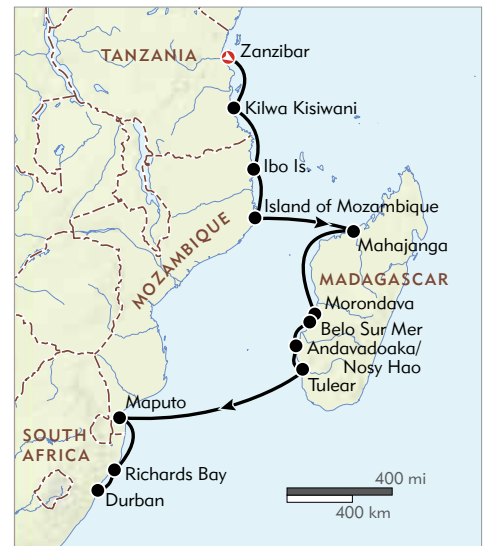 TANZANIA
Zanzibar
Kilwa Kisiwani
Ibo Is.
Island of Mozambique
MOZAMBIQUE
Mahajanga
MADAGASCAR
Morondava
Belo Sur Mer
Andavadoaka/
Nosy Hao
Tulear
Maputo
SOUTH
AFRICA
Richards Bay
Durban
400 mi
400 km